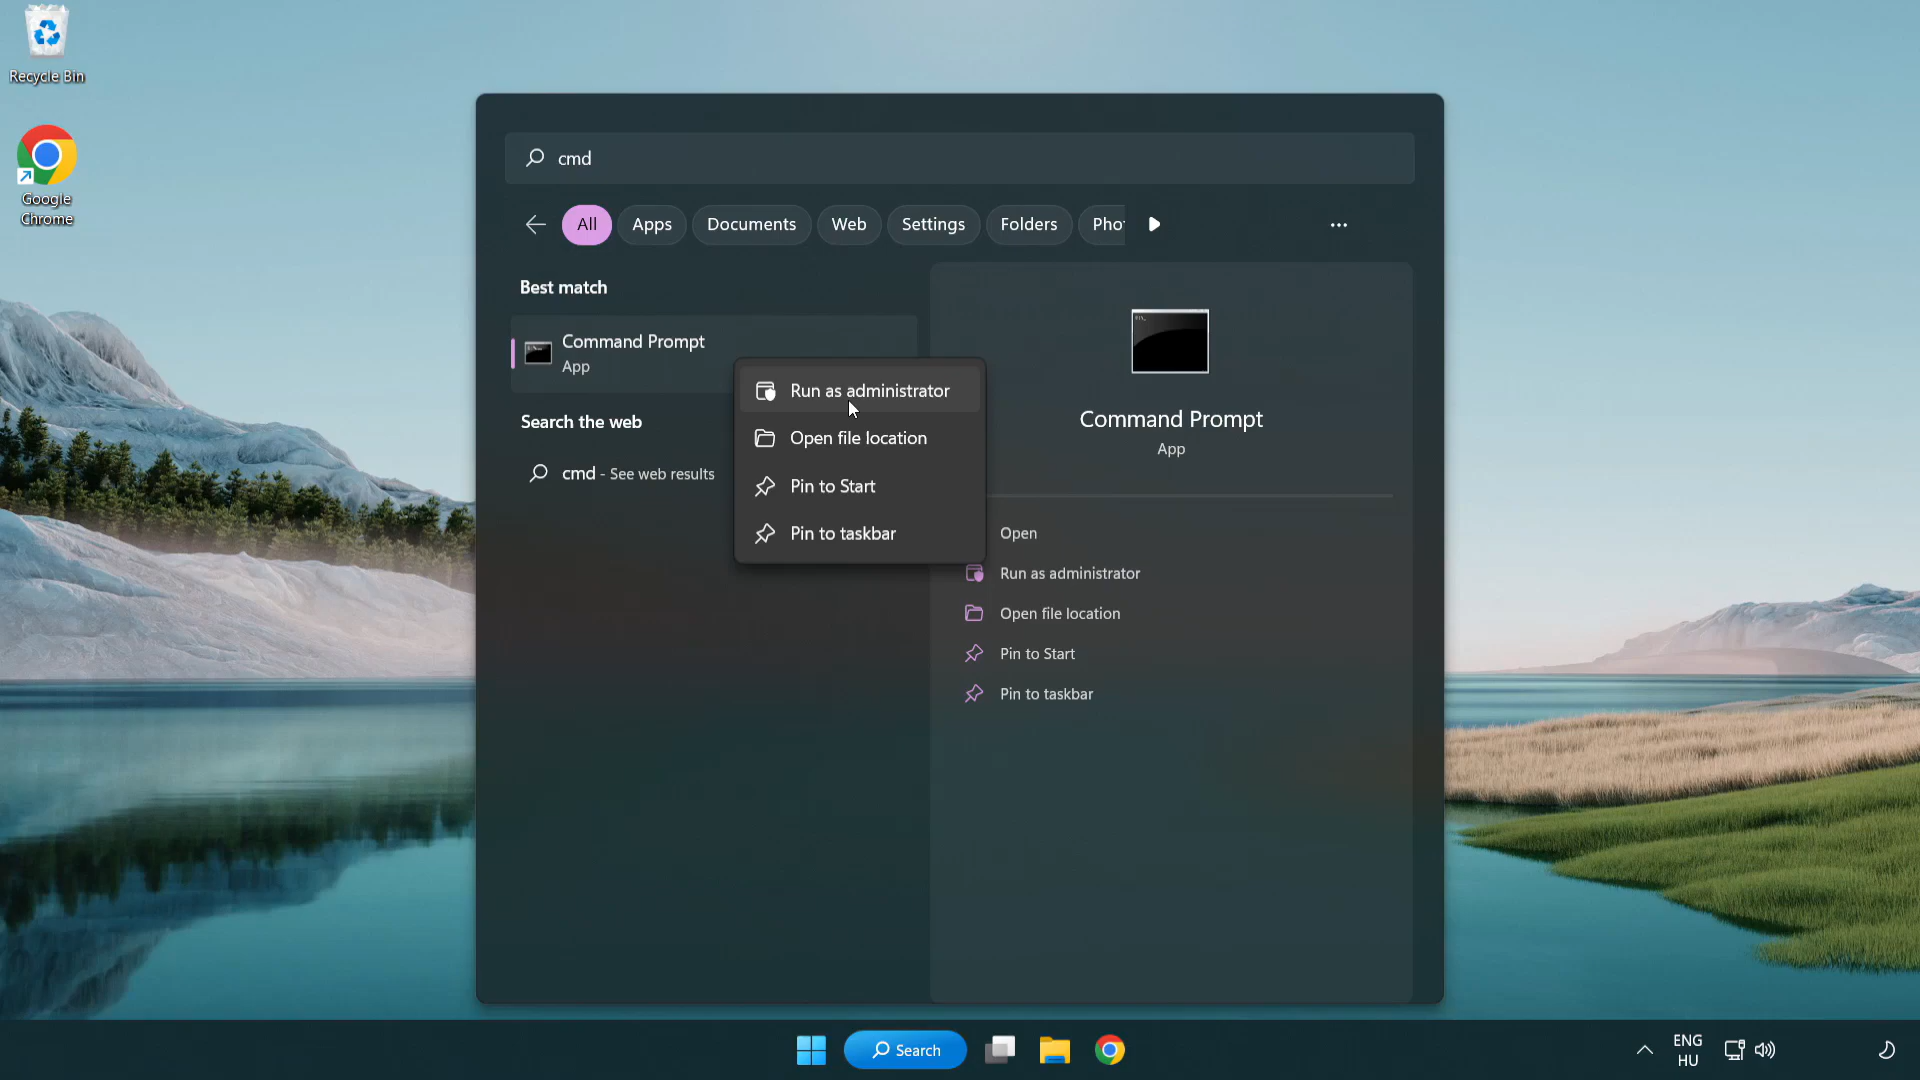 Recycle Bin
Google
Chrome
cmd
All
Apps
Documents
Web
Settings
Folders
Pho
Best match
Command Prompt
App
Search the web
cmd - See web results
Run as administrator
Open file location
Pin to Start
Pin to taskbar
Command Prompt
App
Open
Run as administrator
Open file location
Pin to Start
Pin to taskbar
Search
ENG
HU